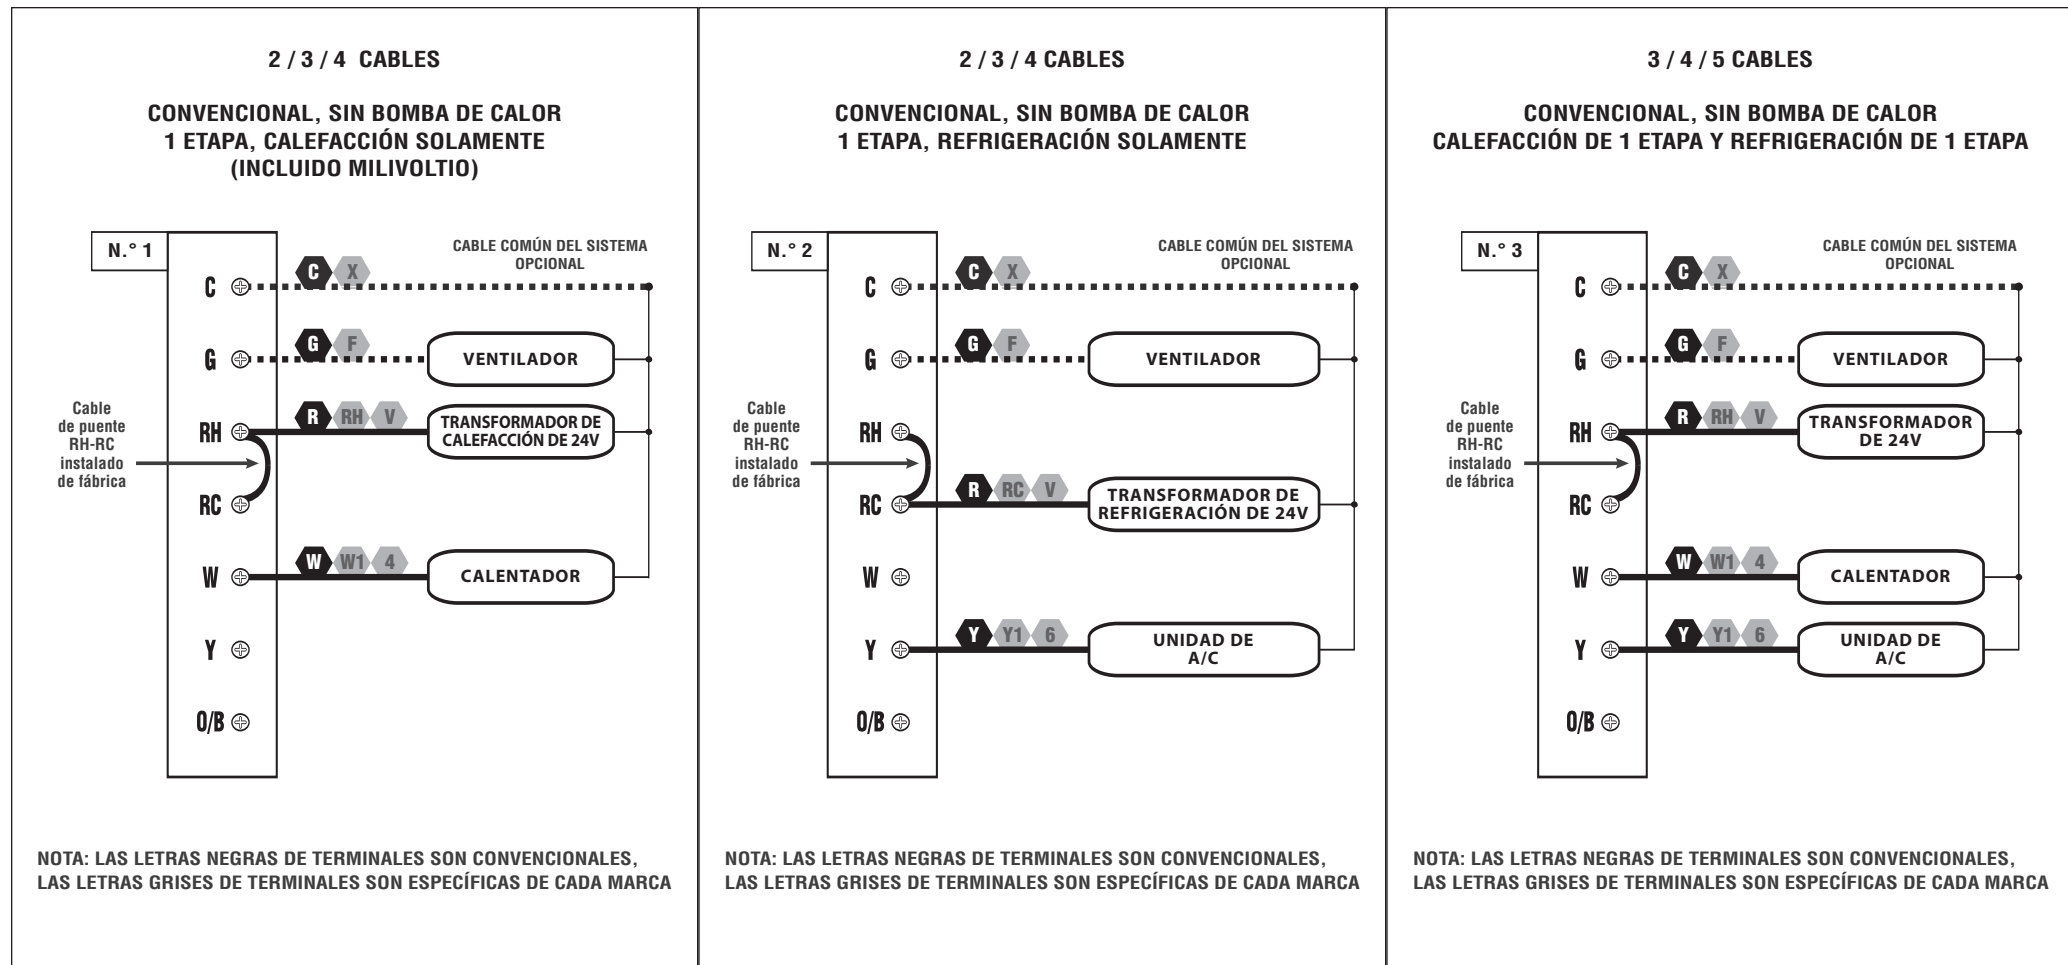 2 / 3 / 4 CABLES
CONVENCIONAL, SIN BOMBA DE CALOR
1 ETAPA, CALEFACCIÓN SOLAMENTE
(INCLUIDO MILIVOLTIO)
N.° 1
CABLE COMÚN DEL SISTEMA
OPCIONAL
C
C X
G
G F
VENTILADOR
Cable
de puente
RH-RC
instalado
de fábrica
RH
R RH V
TRANSFORMADOR DE
CALEFACCIÓN DE 24V
RC
W
W W1 4
CALENTADOR
Y
O/B
NOTA: LAS LETRAS NEGRAS DE TERMINALES SON CONVENCIONALES,
LAS LETRAS GRISES DE TERMINALES SON ESPECÍFICAS DE CADA MARCA
2 / 3 / 4 CABLES
CONVENCIONAL, SIN BOMBA DE CALOR
1 ETAPA, REFRIGERACIÓN SOLAMENTE
N.° 2
CABLE COMÚN DEL SISTEMA
OPCIONAL
C
C X
G
G F
VENTILADOR
Cable
de puente
RH-RC
instalado
de fábrica
RH
RC
R RC V
TRANSFORMADOR DE
REFRIGERACIÓN DE 24V
W
Y
Y Y1 6
UNIDAD DE
A/C
O/B
NOTA: LAS LETRAS NEGRAS DE TERMINALES SON CONVENCIONALES,
LAS LETRAS GRISES DE TERMINALES SON ESPECÍFICAS DE CADA MARCA
3 / 4 / 5 CABLES
CONVENCIONAL, SIN BOMBA DE CALOR
CALEFACCIÓN DE 1 ETAPA Y REFRIGERACIÓN DE 1 ETAPA
N.° 3
CABLE COMÚN DEL SISTEMA
OPCIONAL
C
C X
G
G F
VENTILADOR
Cable
de puente
RH-RC
instalado
de fábrica
RH
R RH V
TRANSFORMADOR
DE 24V
RC
W
W W1 4
CALENTADOR
Y
Y Y1 6
UNIDAD DE
A/C
O/B
NOTA: LAS LETRAS NEGRAS DE TERMINALES SON CONVENCIONALES,
LAS LETRAS GRISES DE TERMINALES SON ESPECÍFICAS DE CADA MARCA